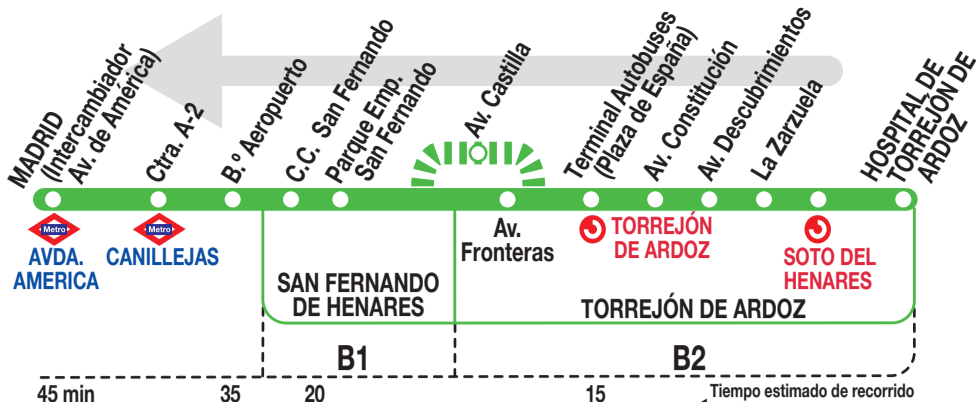 MADRID
(Intercambiador
Av. de América)
Ctra. A-2
B.º Aeropuerto
C.C. San Fernando
Parque Emp.
San Fernando
Av. Castilla
Terminal Autobuses
(Plaza de España)
Av. Constitución
Av. Descubrimientos
La Zarzuela
HOSPITAL DE
TORREJÓN DE
ARDOZ
Metro
AVDA.
AMERICA
Metro
CANILLEJAS
Av.
Fronteras
TORREJÓN
DE ARDOZ
SOTO DEL
HENARES
SAN FERNANDO
DE HENARES
TORREJÓN DE ARDOZ
B1
B2
45 min
35
20
15
Tiempo estimado de recorrido